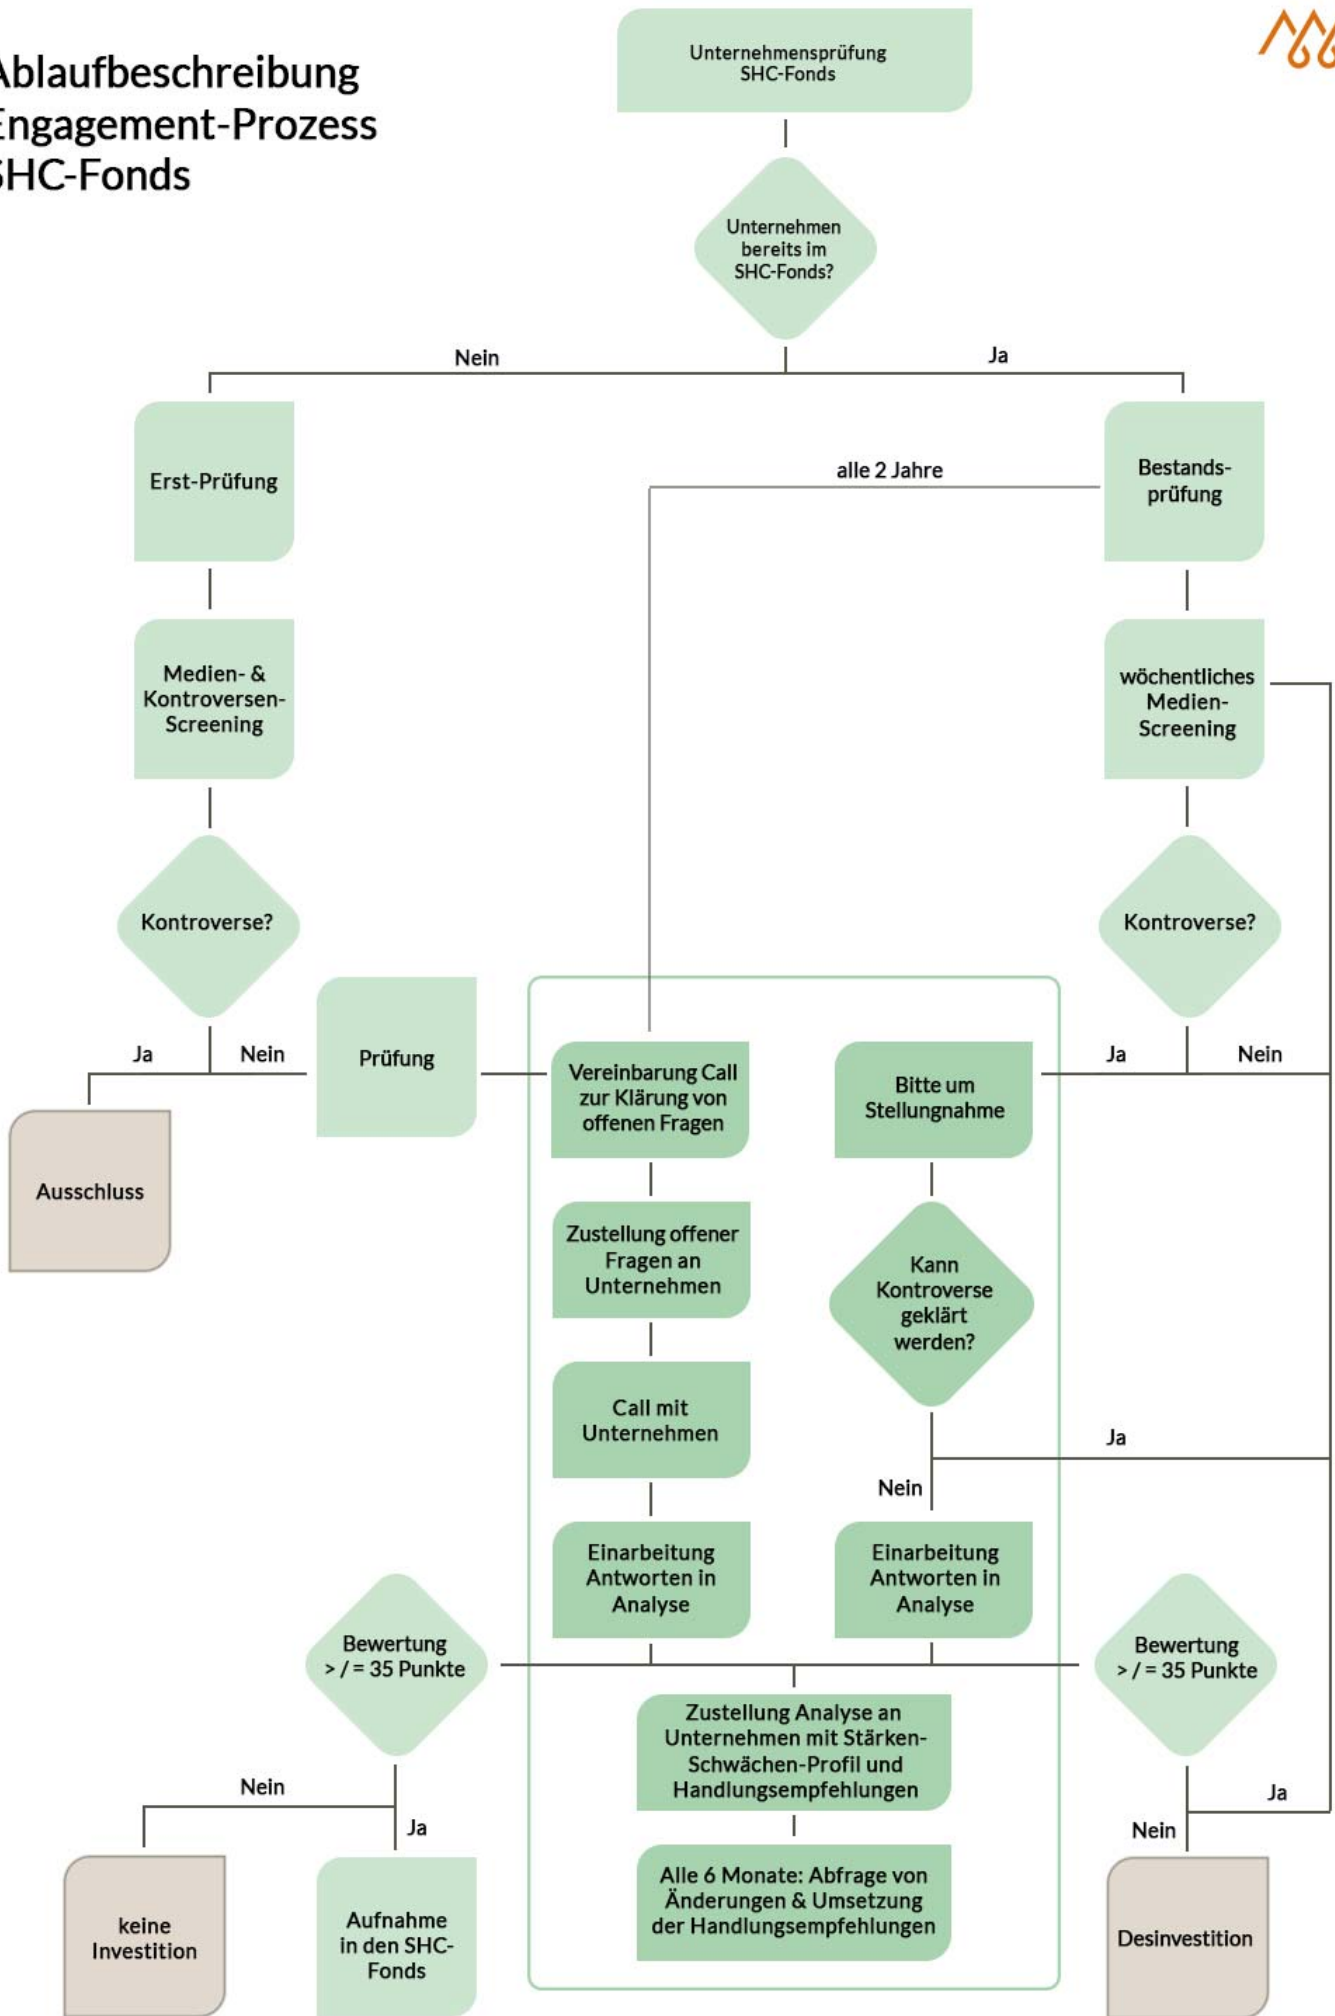 Ablaufbeschreibung
Engagement-Prozess
SHC-Fonds
Unternehmensprüfung
SHC-Fonds
Unternehmen
bereits im
SHC-Fonds?
Nein
Ja
Erst-Prüfung
alle 2 Jahre
Bestands-
prüfung
Medien- &
Kontroversen-
Screening
wöchentliches
Medien-
Screening
Kontroverse?
Kontroverse?
Ja
Nein
Prüfung
Vereinbarung Call
zur Klärung von
offenen Fragen
Bitte um
Stellungnahme
Ja
Nein
Ausschluss
Zustellung offener
Fragen an
Unternehmen
Kann
Kontroverse
geklärt
werden?
Call mit
Unternehmen
Ja
Nein
Einarbeitung
Antworten in
Analyse
Einarbeitung
Antworten in
Analyse
Bewertung
> / = 35 Punkte
Bewertung
> / = 35 Punkte
Zustellung Analyse an
Unternehmen mit Stärken-
Schwächen-Profil und
Handlungsempfehlungen
Nein
Ja
Ja
Nein
Alle 6 Monate: Abfrage von
Änderungen & Umsetzung
der Handlungsempfehlungen
keine
Investition
Aufnahme
in den SHC-
Fonds
Desinvestition